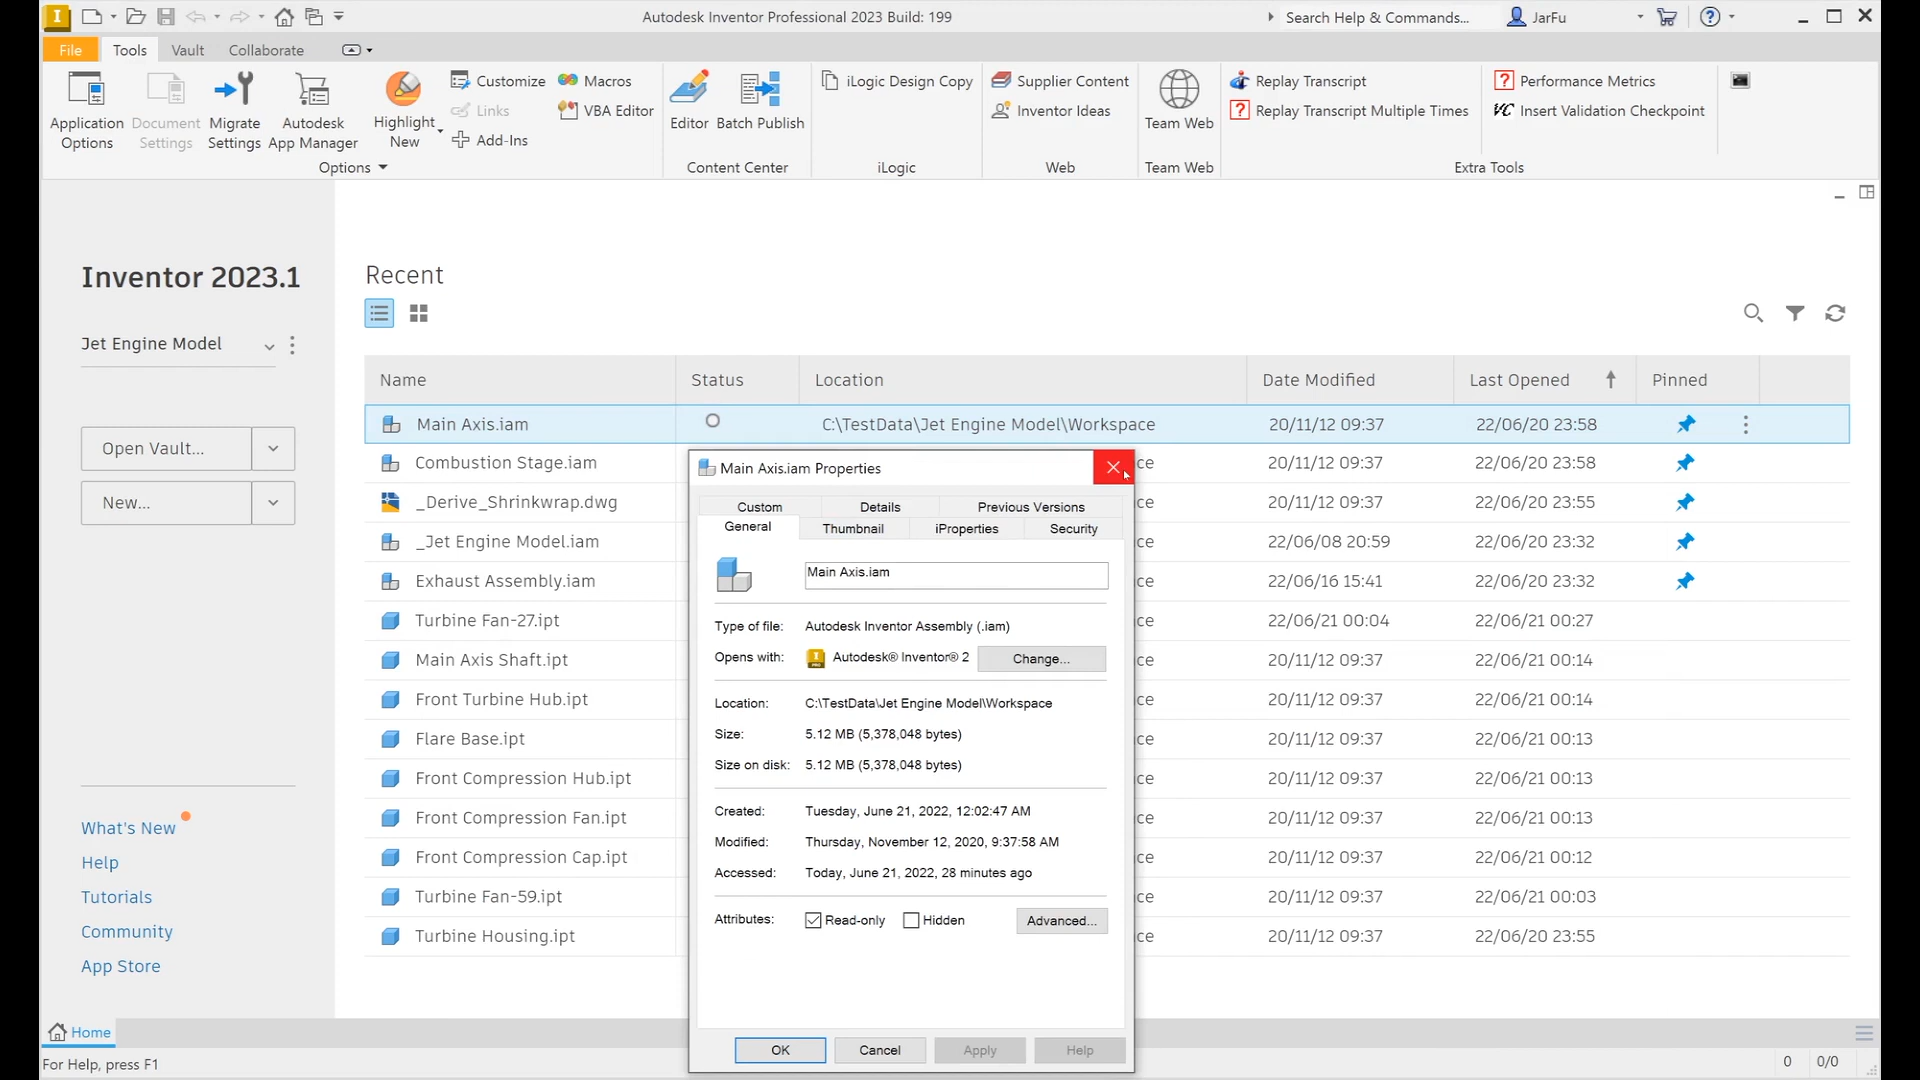 I Autodesk Inventor Professional 2023 Build: 199 Search Help & Commands... JarFu ?
File Tools Vault Collaborate
Application Options
Document Settings
Migrate Settings
Autodesk App Manager
Highlight New
Customize
Links
Add-Ins
Macros
VBA Editor
Options
Editor
Batch Publish
Content Center
iLogic Design Copy
iLogic
Supplier Content
Inventor Ideas
Web
Team Web
Team Web
Replay Transcript
Replay Transcript Multiple Times
Performance Metrics
Insert Validation Checkpoint
Extra Tools
Inventor 2023.1
Jet Engine Model
Open Vault...
New...
What's New
Help
Tutorials
Community
App Store
Recent
Name Status Location Date Modified Last Opened Pinned
Main Axis.iam C:\TestData\Jet Engine Model\Workspace 20/11/12 09:37 22/06/20 23:58
Combustion Stage.iam ce 20/11/12 09:37 22/06/20 23:58
_Derive_Shrinkwrap.dwg ce 20/11/12 09:37 22/06/20 23:55
_Jet Engine Model.iam ce 22/06/08 20:59 22/06/20 23:32
Exhaust Assembly.iam ce 22/06/16 15:41 22/06/20 23:32
Turbine Fan-27.ipt ce 22/06/21 00:04 22/06/21 00:27
Main Axis Shaft.ipt ce 20/11/12 09:37 22/06/21 00:14
Front Turbine Hub.ipt ce 20/11/12 09:37 22/06/21 00:14
Flare Base.ipt ce 20/11/12 09:37 22/06/21 00:13
Front Compression Hub.ipt ce 20/11/12 09:37 22/06/21 00:13
Front Compression Fan.ipt ce 20/11/12 09:37 22/06/21 00:13
Front Compression Cap.ipt ce 20/11/12 09:37 22/06/21 00:12
Turbine Fan-59.ipt ce 20/11/12 09:37 22/06/21 00:03
Turbine Housing.ipt ce 20/11/12 09:37 22/06/20 23:55
Main Axis.iam Properties
Custom Details Previous Versions
General Thumbnail iProperties Security
Main Axis.iam
Type of file: Autodesk Inventor Assembly (.iam)
Opens with: Autodesk® Inventor® 2 Change...
Location: C:\TestData\Jet Engine Model\Workspace
Size: 5.12 MB (5,378,048 bytes)
Size on disk: 5.12 MB (5,378,048 bytes)
Created: Tuesday, June 21, 2022, 12:02:47 AM
Modified: Thursday, November 12, 2020, 9:37:58 AM
Accessed: Today, June 21, 2022, 28 minutes ago
Attributes: Read-only Hidden Advanced...
OK Cancel Apply Help
Home
For Help, press F1 0 0/0